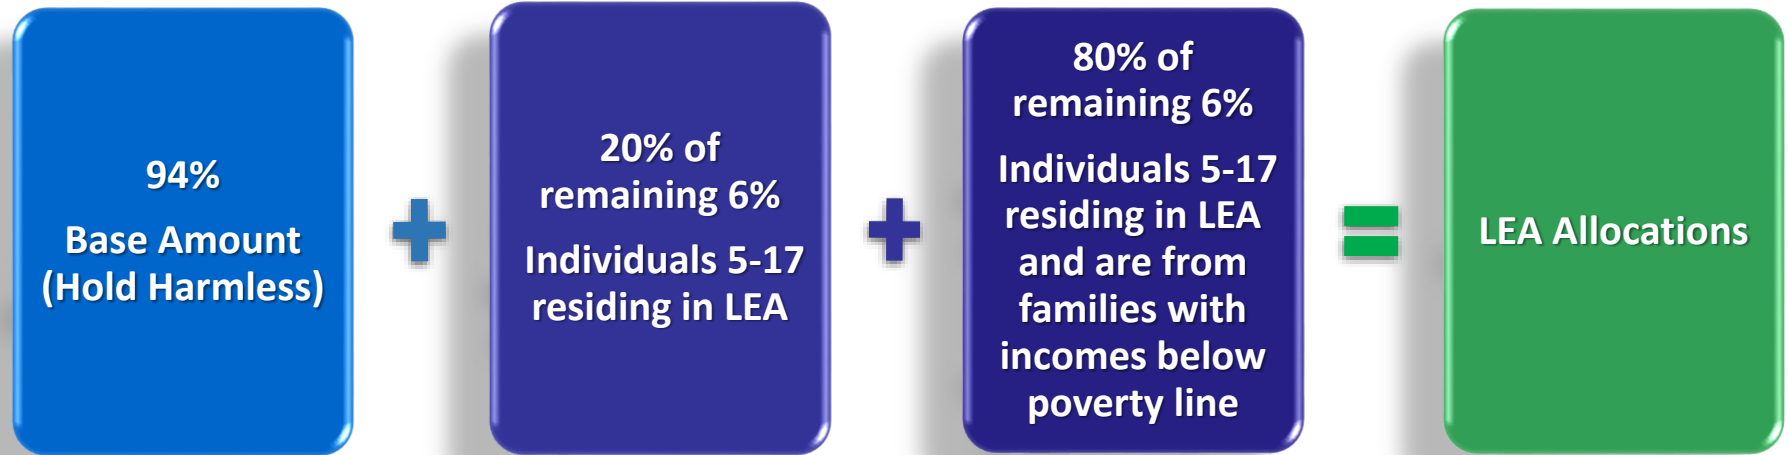 94%
Base Amount
(Hold Harmless)
+
20% of
remaining 6%
Individuals 5-17
residing in LEA
+
80% of
remaining 6%
Individuals 5-17
residing in LEA
and are from
families with
incomes below
poverty line
=
LEA Allocations